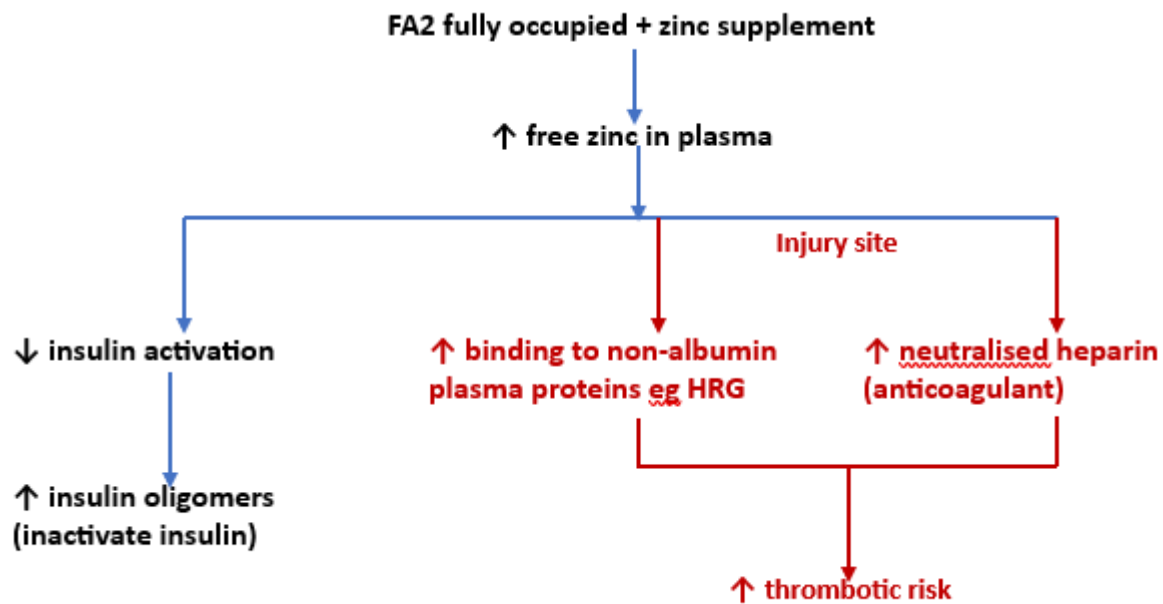 FA2 fully occupied + zinc supplement
↑ free zinc in plasma
Injury site
↓ insulin activation
↑ binding to non-albumin
plasma proteins eg HRG
↑ neutralised heparin
(anticoagulant)
↑ insulin oligomers
(inactivate insulin)
↑ thrombotic risk